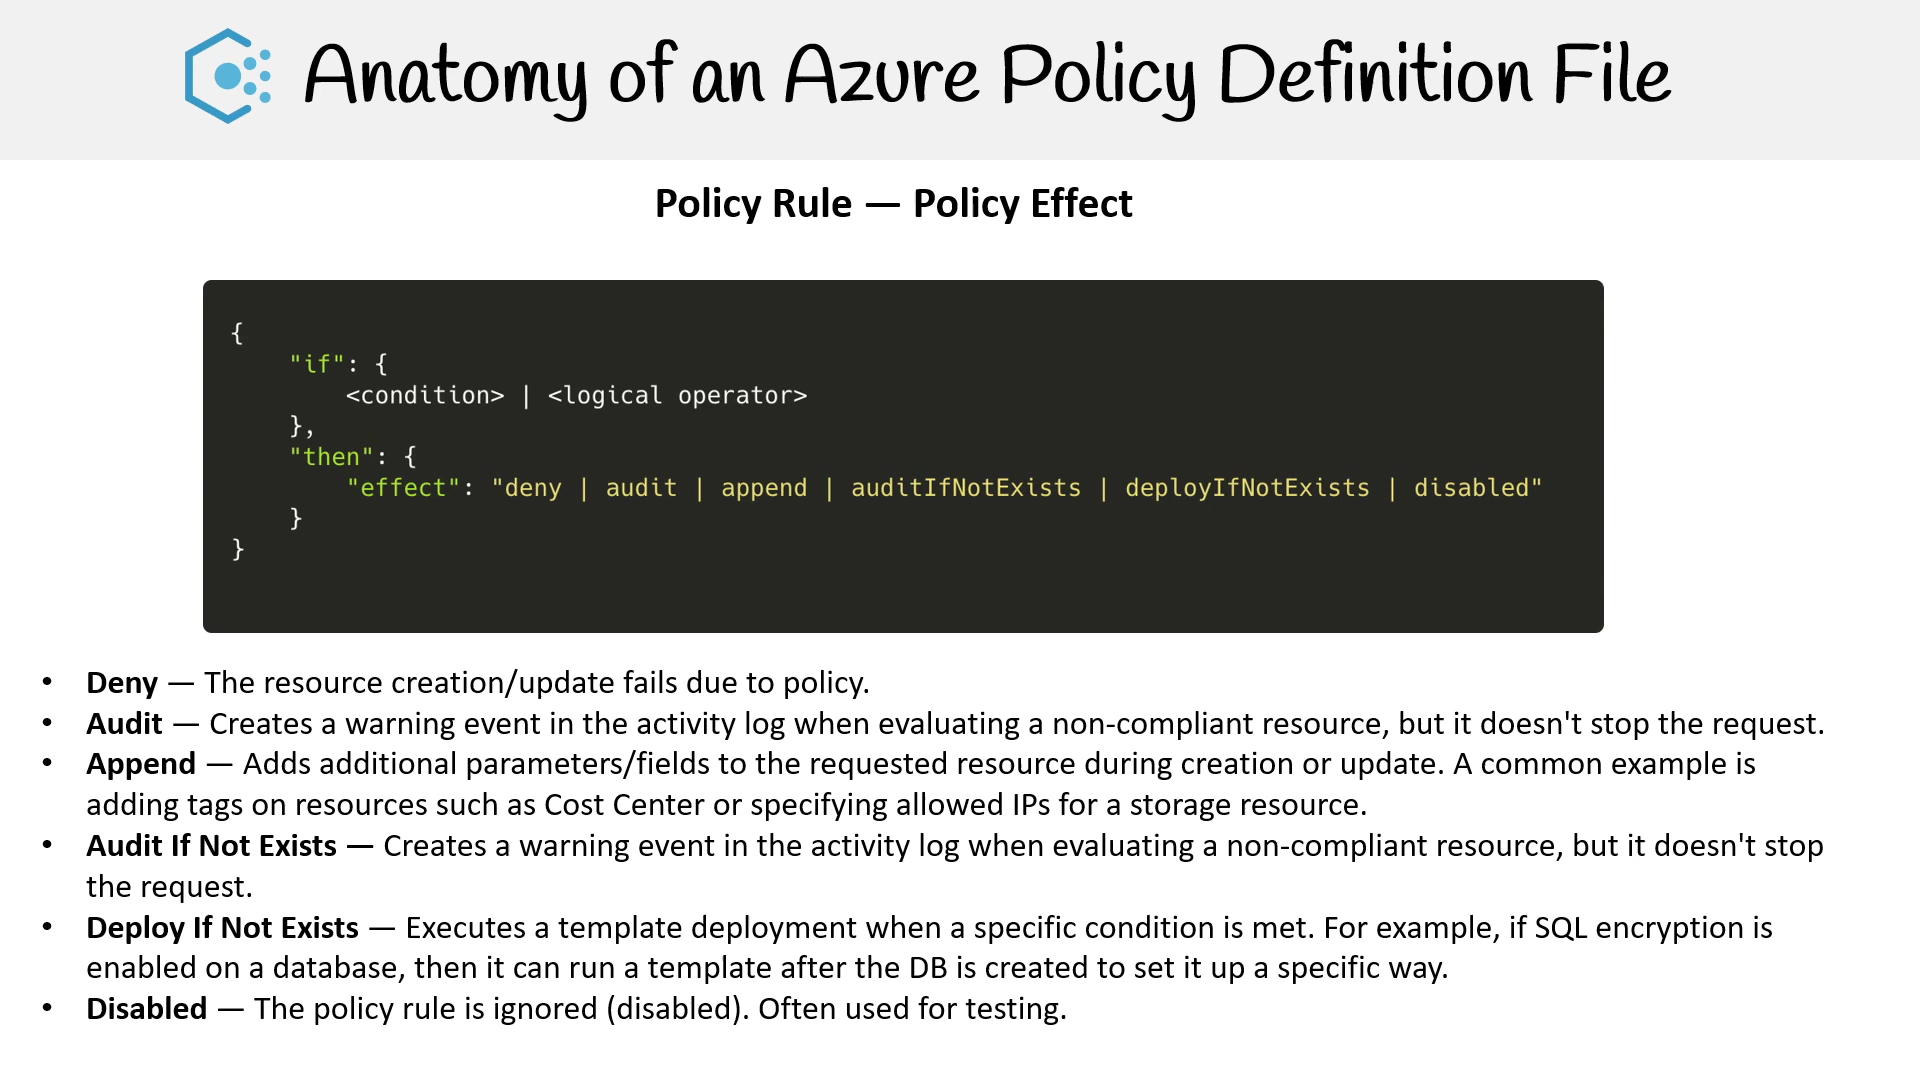 Anatomy of an Azure Policy Definition File
Policy Rule — Policy Effect
{
    "if": {
        <condition> | <logical operator>
    },
    "then": {
        "effect": "deny | audit | append | auditIfNotExists | deployIfNotExists | disabled"
    }
}
• Deny — The resource creation/update fails due to policy.
• Audit — Creates a warning event in the activity log when evaluating a non-compliant resource, but it doesn't stop the request.
• Append — Adds additional parameters/fields to the requested resource during creation or update. A common example is
adding tags on resources such as Cost Center or specifying allowed IPs for a storage resource.
• Audit If Not Exists — Creates a warning event in the activity log when evaluating a non-compliant resource, but it doesn't stop
the request.
• Deploy If Not Exists — Executes a template deployment when a specific condition is met. For example, if SQL encryption is
enabled on a database, then it can run a template after the DB is created to set it up a specific way.
• Disabled — The policy rule is ignored (disabled). Often used for testing.